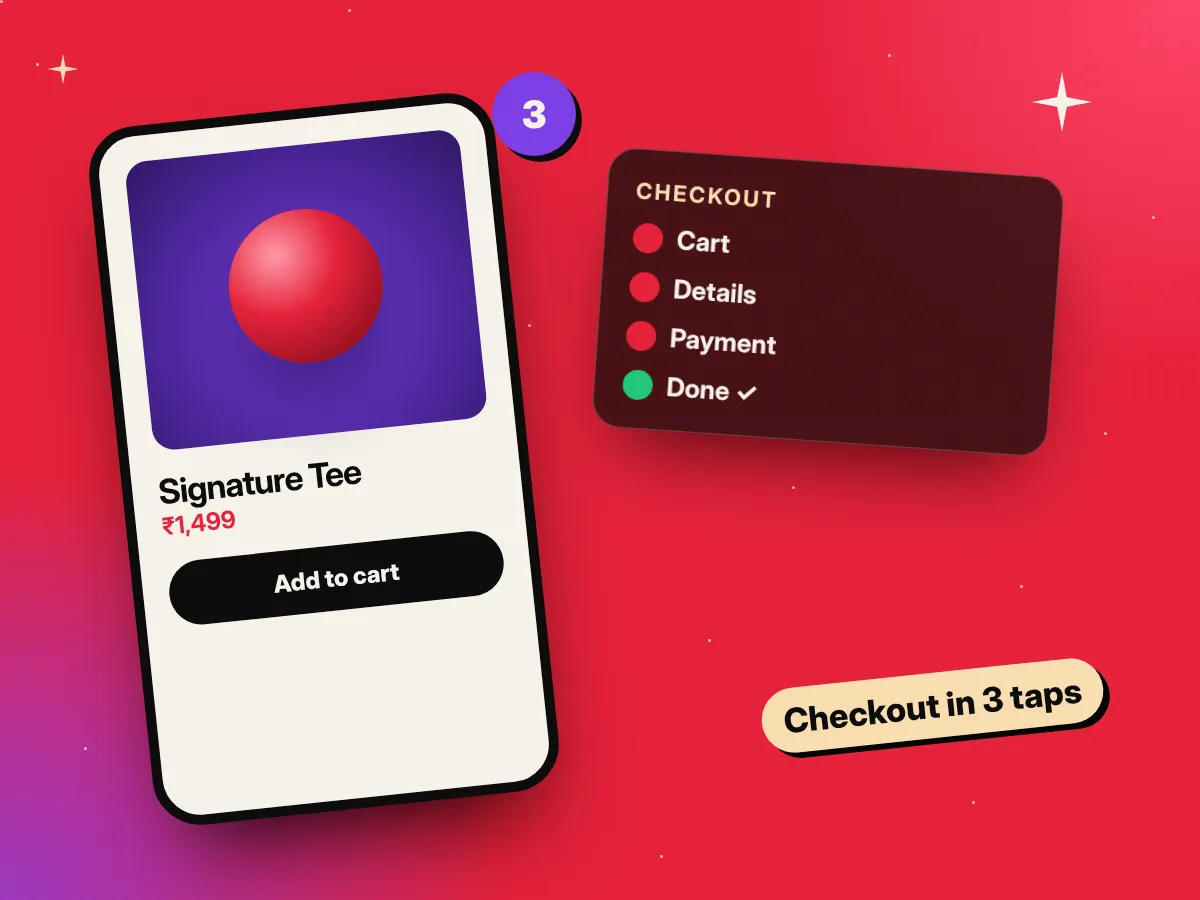 3
CHECKOUT
Cart
Details
Payment
Done ✓
Signature Tee
₹1,499
Add to cart
Checkout in 3 taps